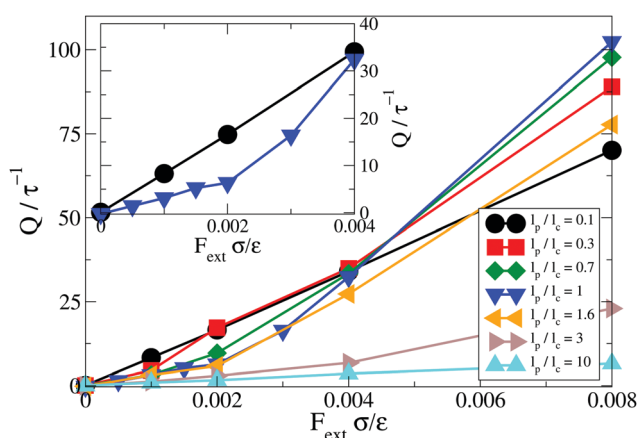 40
30
20
10
0
Q / τ⁻¹
0 0.002 0.004
F_ext σ/ε
100
75
50
25
0
Q / τ⁻¹
l_p / l_c = 0.1
l_p / l_c = 0.3
l_p / l_c = 0.7
l_p / l_c = 1
l_p / l_c = 1.6
l_p / l_c = 3
l_p / l_c = 10
0 0.002 0.004 0.006 0.008
F_ext σ/ε